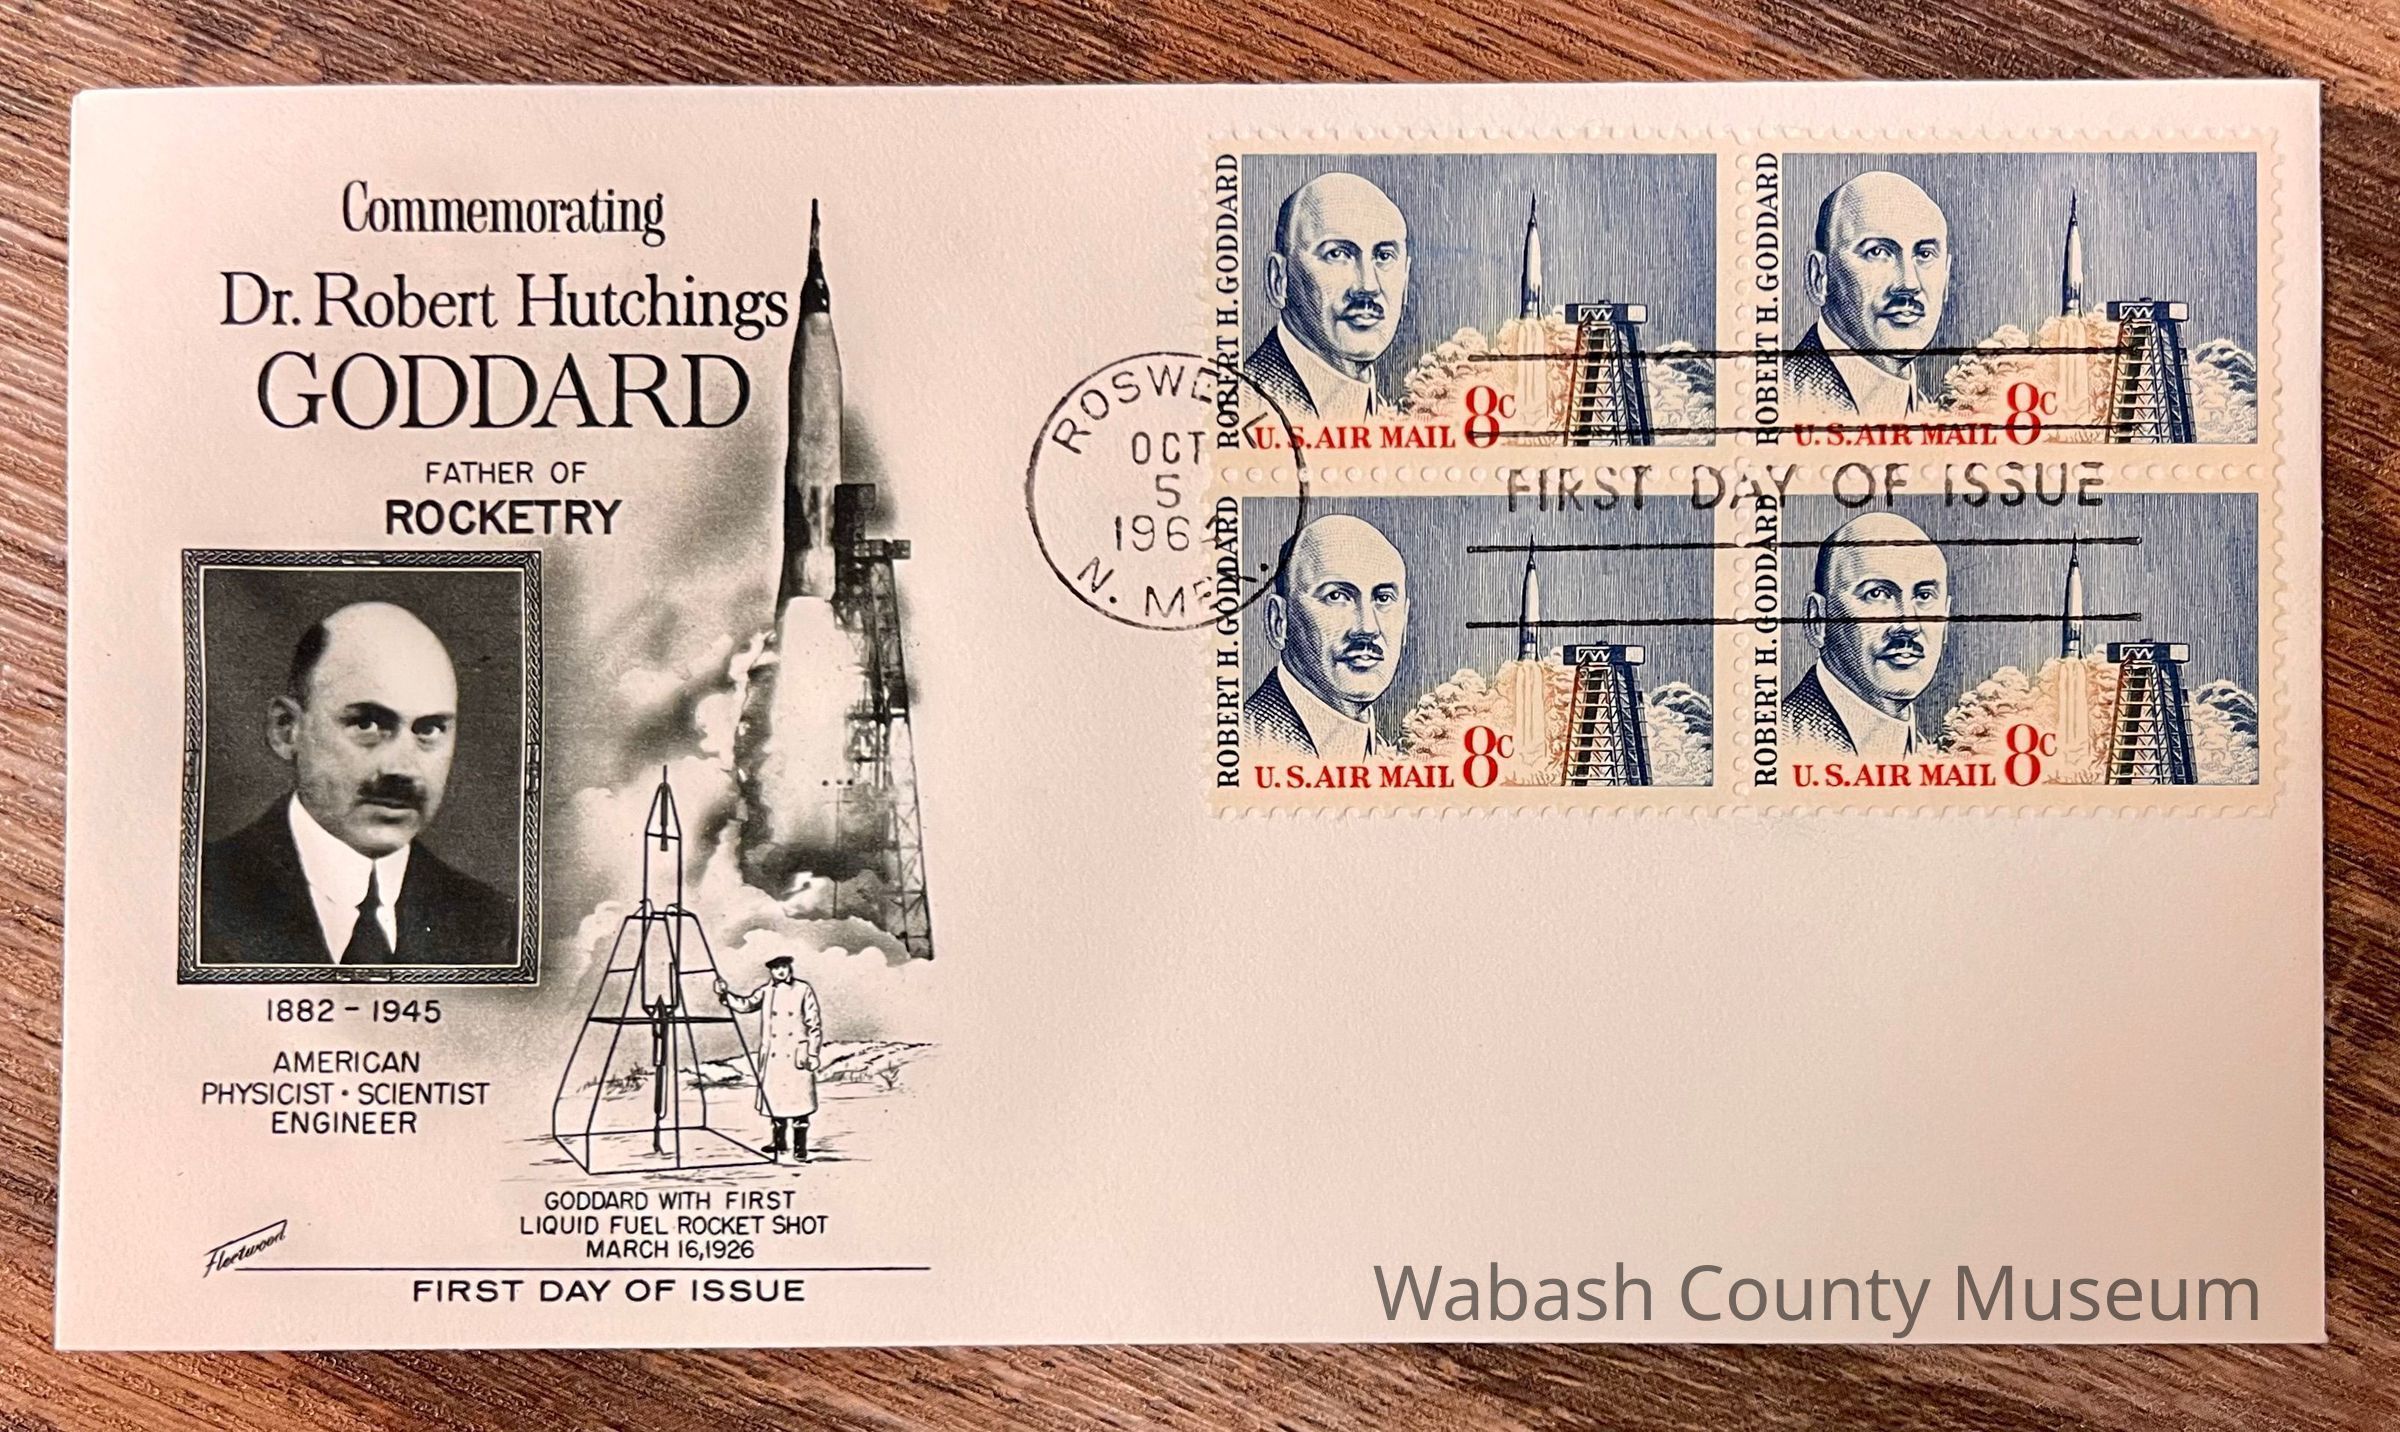 Commemorating
Dr. Robert Hutchings
GODDARD
FATHER OF
ROCKETRY
1882 - 1945
AMERICAN
PHYSICIST • SCIENTIST
ENGINEER
GODDARD WITH FIRST
LIQUID FUEL ROCKET SHOT
MARCH 16, 1926
Fleetwood
FIRST DAY OF ISSUE
ROSWELL
OCT
5
N. MEX.
ROBERT H. GODDARD
U.S. AIR MAIL 8c
ROBERT H. GODDARD
U.S. AIR MAIL 8c
FIRST DAY OF ISSUE
ROBERT H. GODDARD
U.S. AIR MAIL 8c
ROBERT H. GODDARD
U.S. AIR MAIL 8c
Wabash County Museum